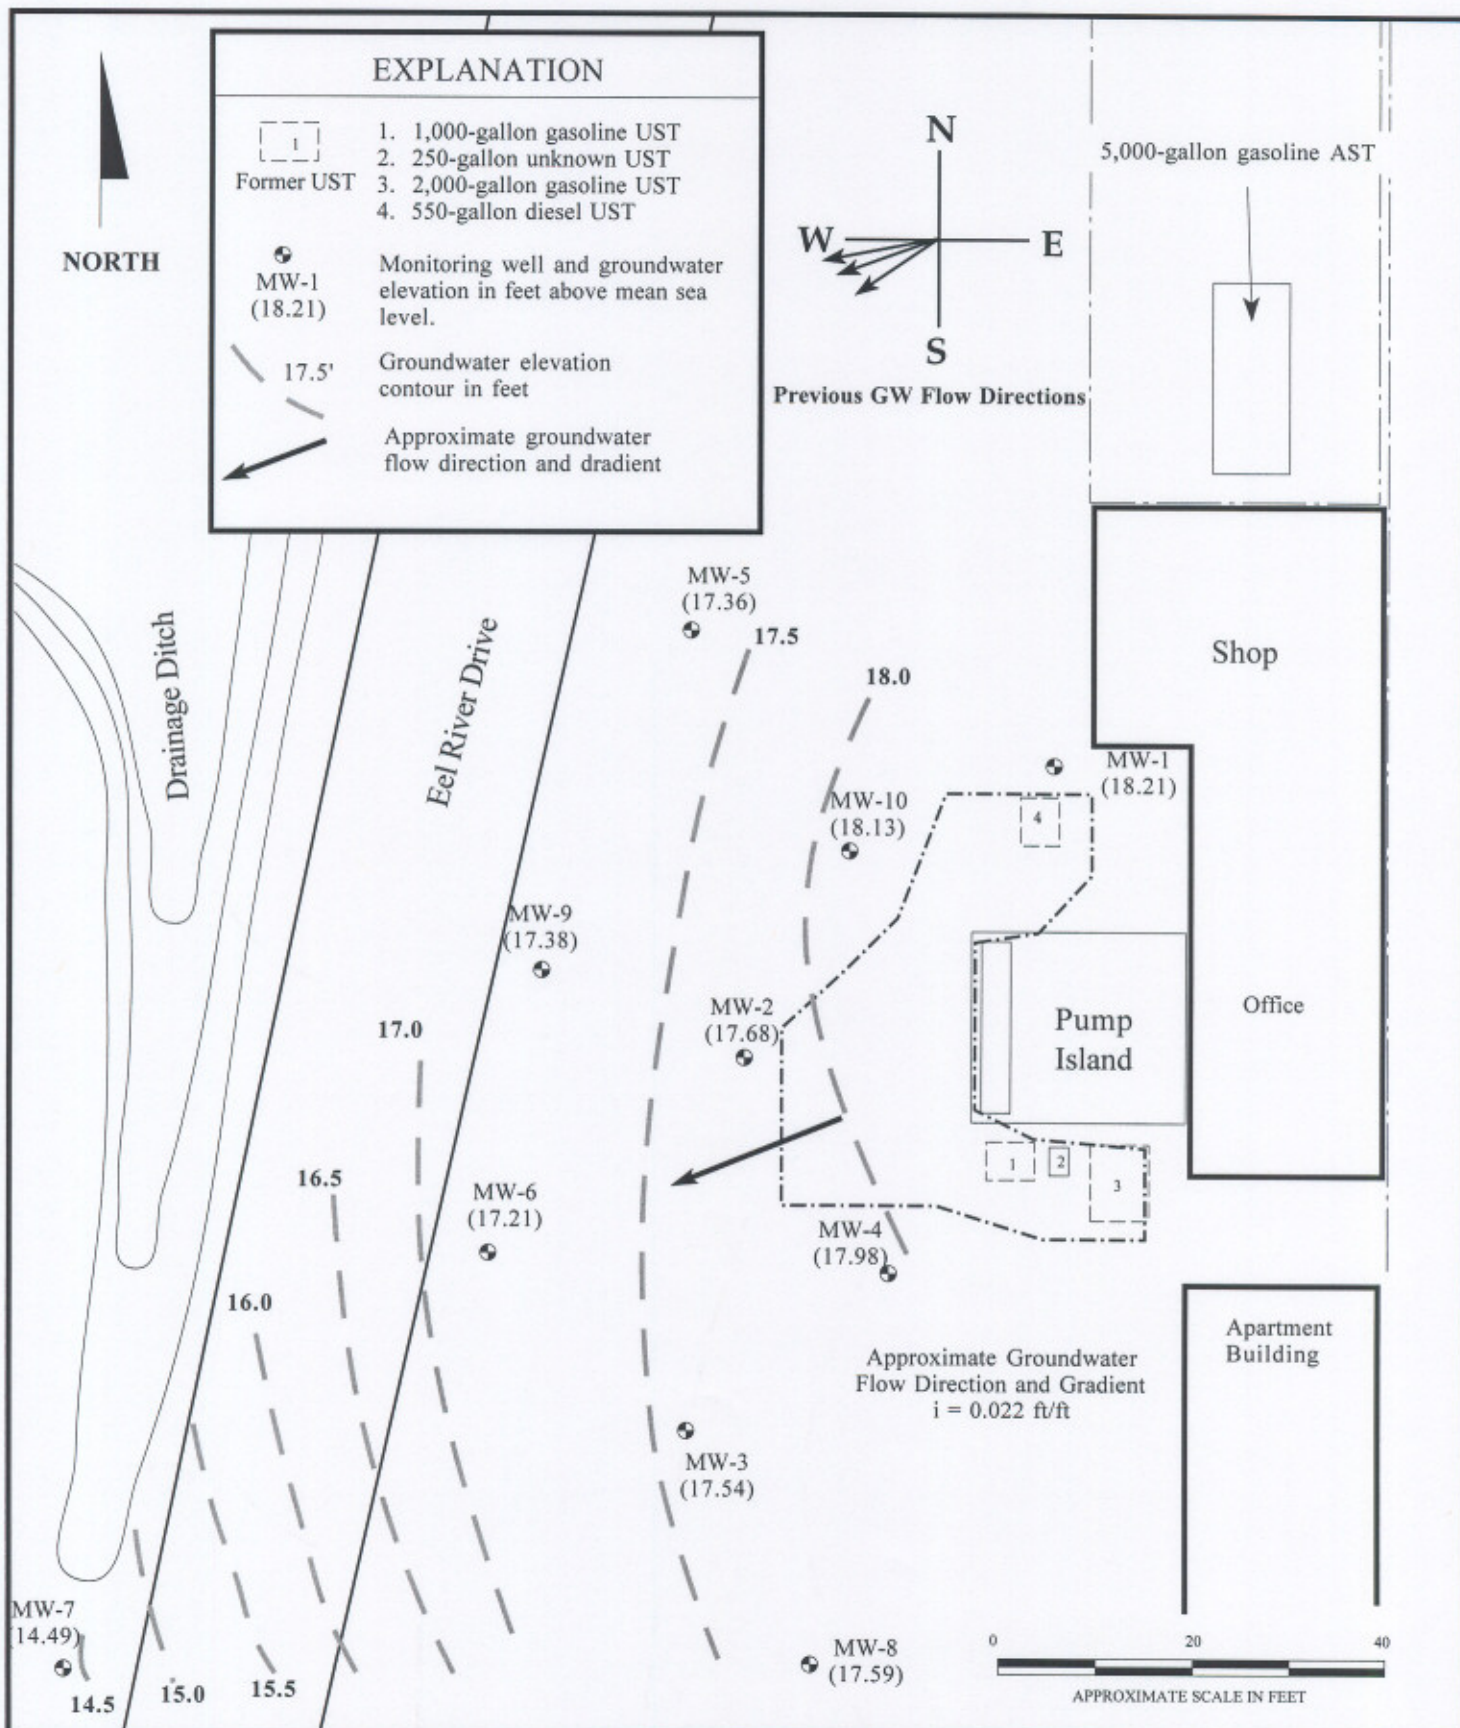 EXPLANATION
1
Former UST
1. 1,000-gallon gasoline UST
2. 250-gallon unknown UST
3. 2,000-gallon gasoline UST
4. 550-gallon diesel UST
MW-1
(18.21)
Monitoring well and groundwater
elevation in feet above mean sea
level.
17.5'
Groundwater elevation
contour in feet
Approximate groundwater
flow direction and dradient
NORTH
N
W
E
S
Previous GW Flow Directions
5,000-gallon gasoline AST
Drainage Ditch
Eel River Drive
MW-5
(17.36)
17.5
18.0
Shop
MW-1
(18.21)
MW-10
(18.13)
4
MW-9
(17.38)
MW-2
(17.68)
Pump
Island
Office
17.0
16.5
MW-6
(17.21)
1
2
3
MW-4
(17.98)
16.0
Approximate Groundwater
Flow Direction and Gradient
i = 0.022 ft/ft
Apartment
Building
MW-3
(17.54)
MW-7
(14.49)
14.5
15.0
15.5
MW-8
(17.59)
0
20
40
APPROXIMATE SCALE IN FEET